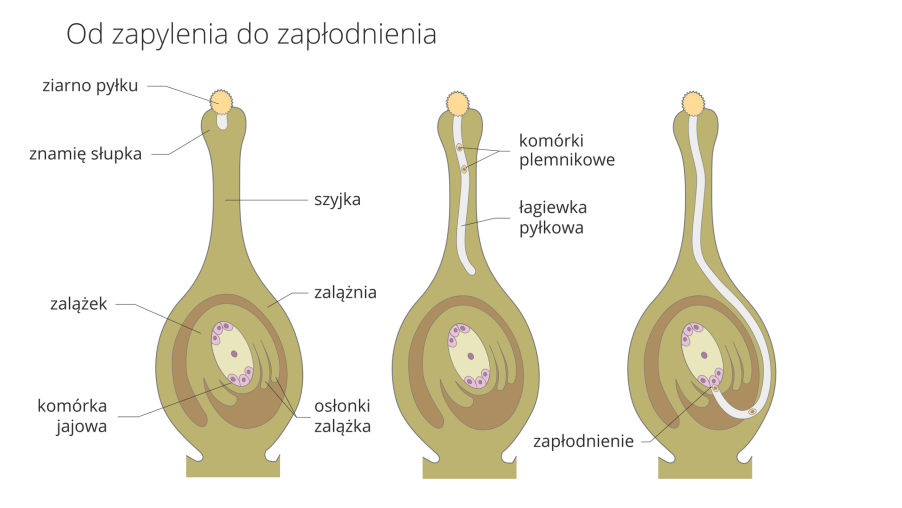 Od zapylenia do zapłodnienia
ziarno pyłku
znamię słupka
szyjka
zalążnia
zalążek
komórka
jajowa
osłonki
zalążka
komórki
plemnikowe
łagiewka
pyłkowa
zapłodnienie